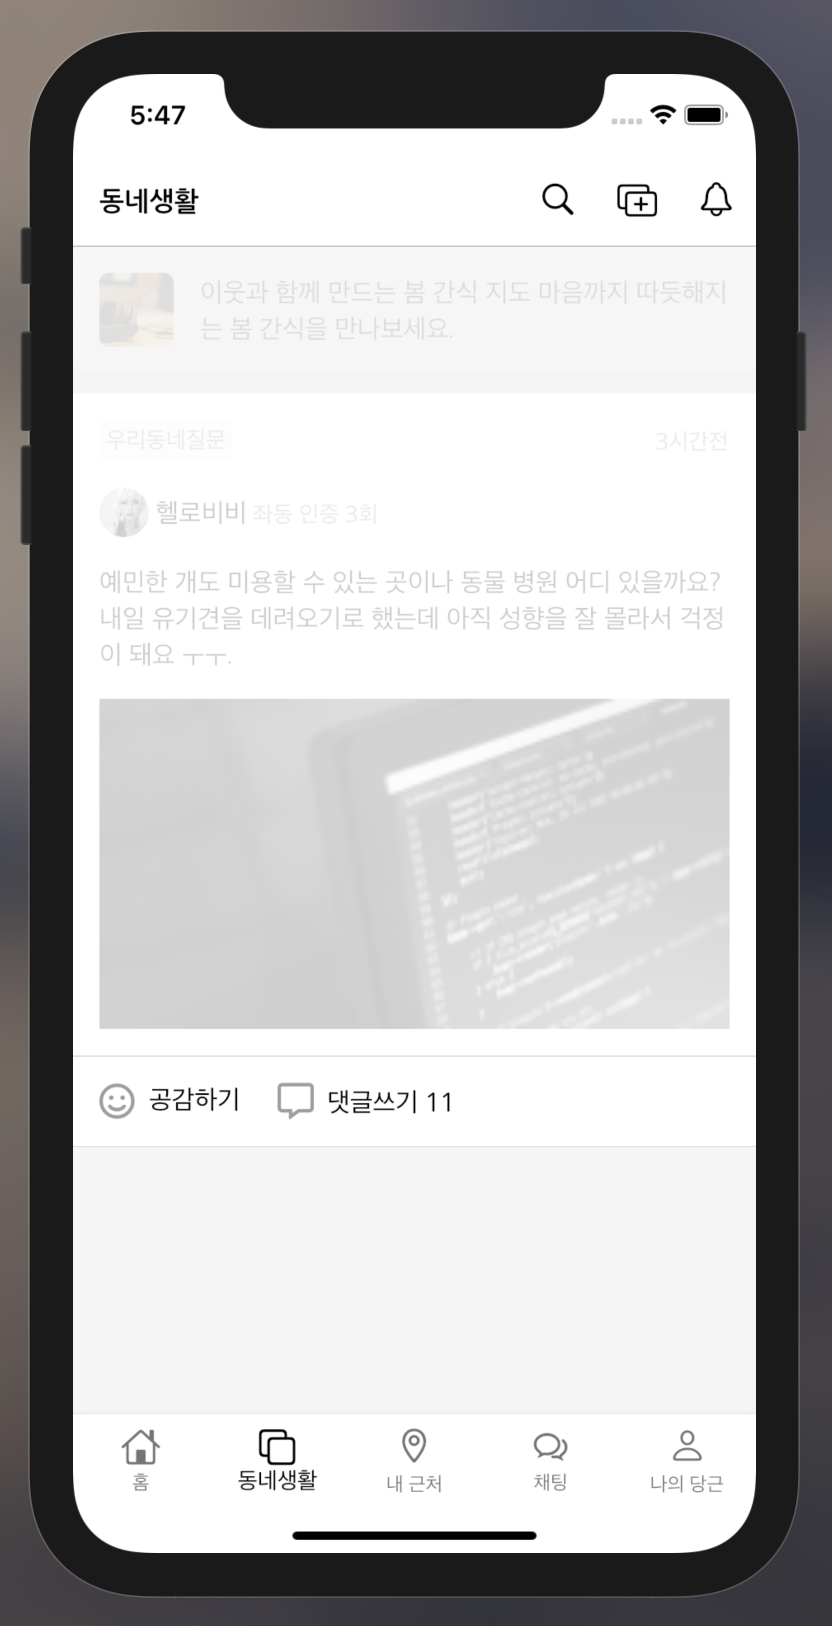 5:47
동네생활
이웃과 함께 만드는 봄 간식 지도 마음까지 따듯해지
는 봄 간식을 만나보세요.
우리동네질문 3시간전
헬로비비 좌동 인증 3회
예민한 개도 미용할 수 있는 곳이나 동물 병원 어디 있을까요?
내일 유기견을 데려오기로 했는데 아직 성향을 잘 몰라서 걱정
이 돼요 ㅜㅜ.
공감하기 댓글쓰기 11
홈 동네생활 내 근처 채팅 나의 당근